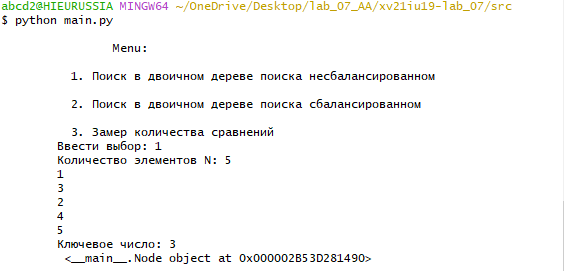 abcd2@HIEURUSSIA MINGW64 ~/OneDrive/Desktop/lab_07_AA/xv21iu19-lab_07/src
$ python main.py
Menu:
1. Поиск в двоичном дереве поиска несбалансированном
2. Поиск в двоичном дереве поиска сбалансированном
3. Замер количества сравнений
Ввести выбор: 1
Количество элементов N: 5
1
3
2
4
5
Ключевое число: 3
<__main__.Node object at 0x000002B53D281490>